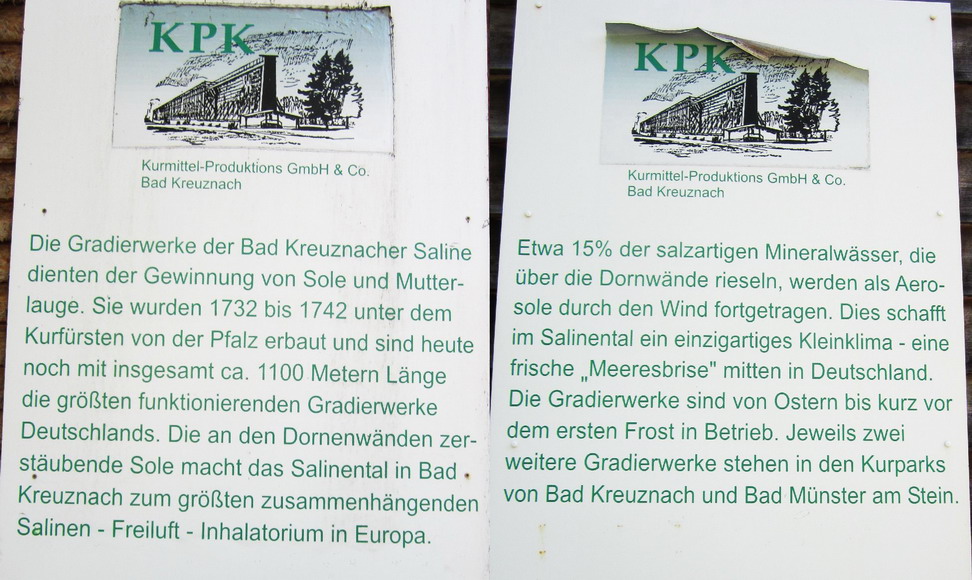 KPK
Kurmittel-Produktions GmbH & Co.
Bad Kreuznach
Die Gradierwerke der Bad Kreuznacher Saline
dienten der Gewinnung von Sole und Mutter-
lauge. Sie wurden 1732 bis 1742 unter dem
Kurfürsten von der Pfalz erbaut und sind heute
noch mit insgesamt ca. 1100 Metern Länge
die größten funktionierenden Gradierwerke
Deutschlands. Die an den Dornenwänden zer-
stäubende Sole macht das Salinental in Bad
Kreuznach zum größten zusammenhängenden
Salinen - Freiluft - Inhalatorium in Europa.
KPK
Kurmittel-Produktions GmbH & Co.
Bad Kreuznach
Etwa 15% der salzartigen Mineralwässer, die
über die Dornwände rieseln, werden als Aero-
sole durch den Wind fortgetragen. Dies schafft
im Salinental ein einzigartiges Kleinklima - eine
frische „Meeresbrise" mitten in Deutschland.
Die Gradierwerke sind von Ostern bis kurz vor
dem ersten Frost in Betrieb. Jeweils zwei
weitere Gradierwerke stehen in den Kurparks
von Bad Kreuznach und Bad Münster am Stein.